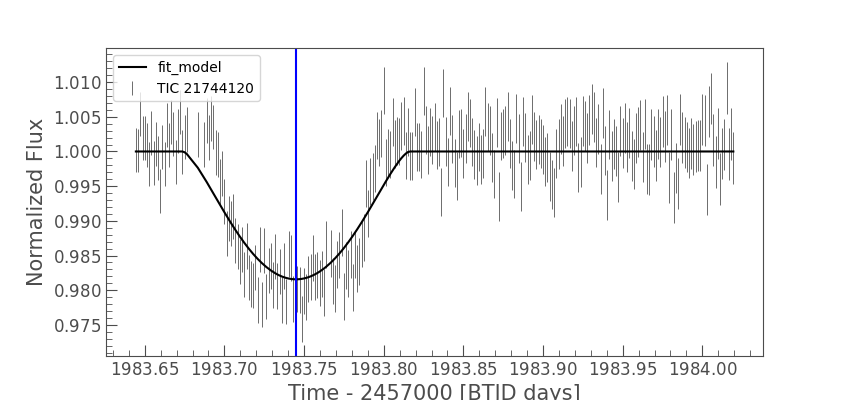 fit_model
TIC 21744120
1.010
1.005
1.000
0.995
0.990
0.985
0.980
0.975
Normalized Flux
1983.65 1983.70 1983.75 1983.80 1983.85 1983.90 1983.95 1984.00
Time - 2457000 [BTJD days]